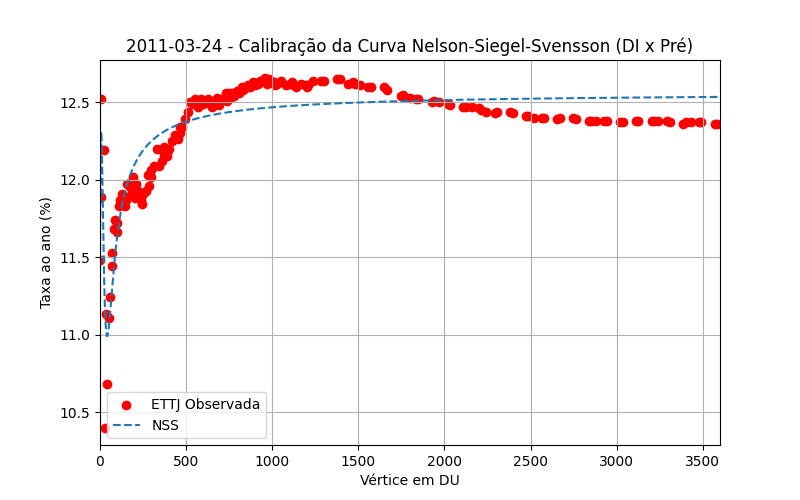 2011-03-24 - Calibração da Curva Nelson-Siegel-Svensson (DI x Pré)
Taxa ao ano (%)
12.5
12.0
11.5
11.0
10.5
ETTJ Observada
NSS
0 500 1000 1500 2000 2500 3000 3500
Vértice em DU